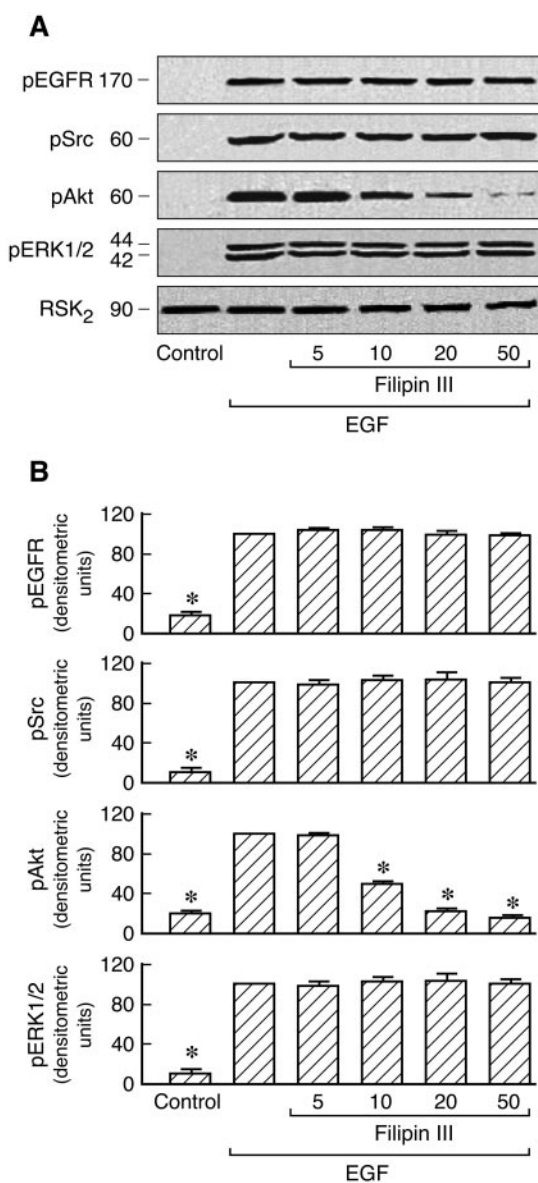 A
pEGFR 170 –
pSrc 60 –
pAkt 60 –
pERK1/2 44 –
42 –
RSK2 90 –
Control 5 10 20 50
Filipin III
EGF
B
pEGFR
(densitometric
units)
120
80
40
0
*
pSrc
(densitometric
units)
120
80
40
0
*
pAkt
(densitometric
units)
120
80
40
0
* * * *
pERK1/2
(densitometric
units)
120
80
40
0
*
Control 5 10 20 50
Filipin III
EGF